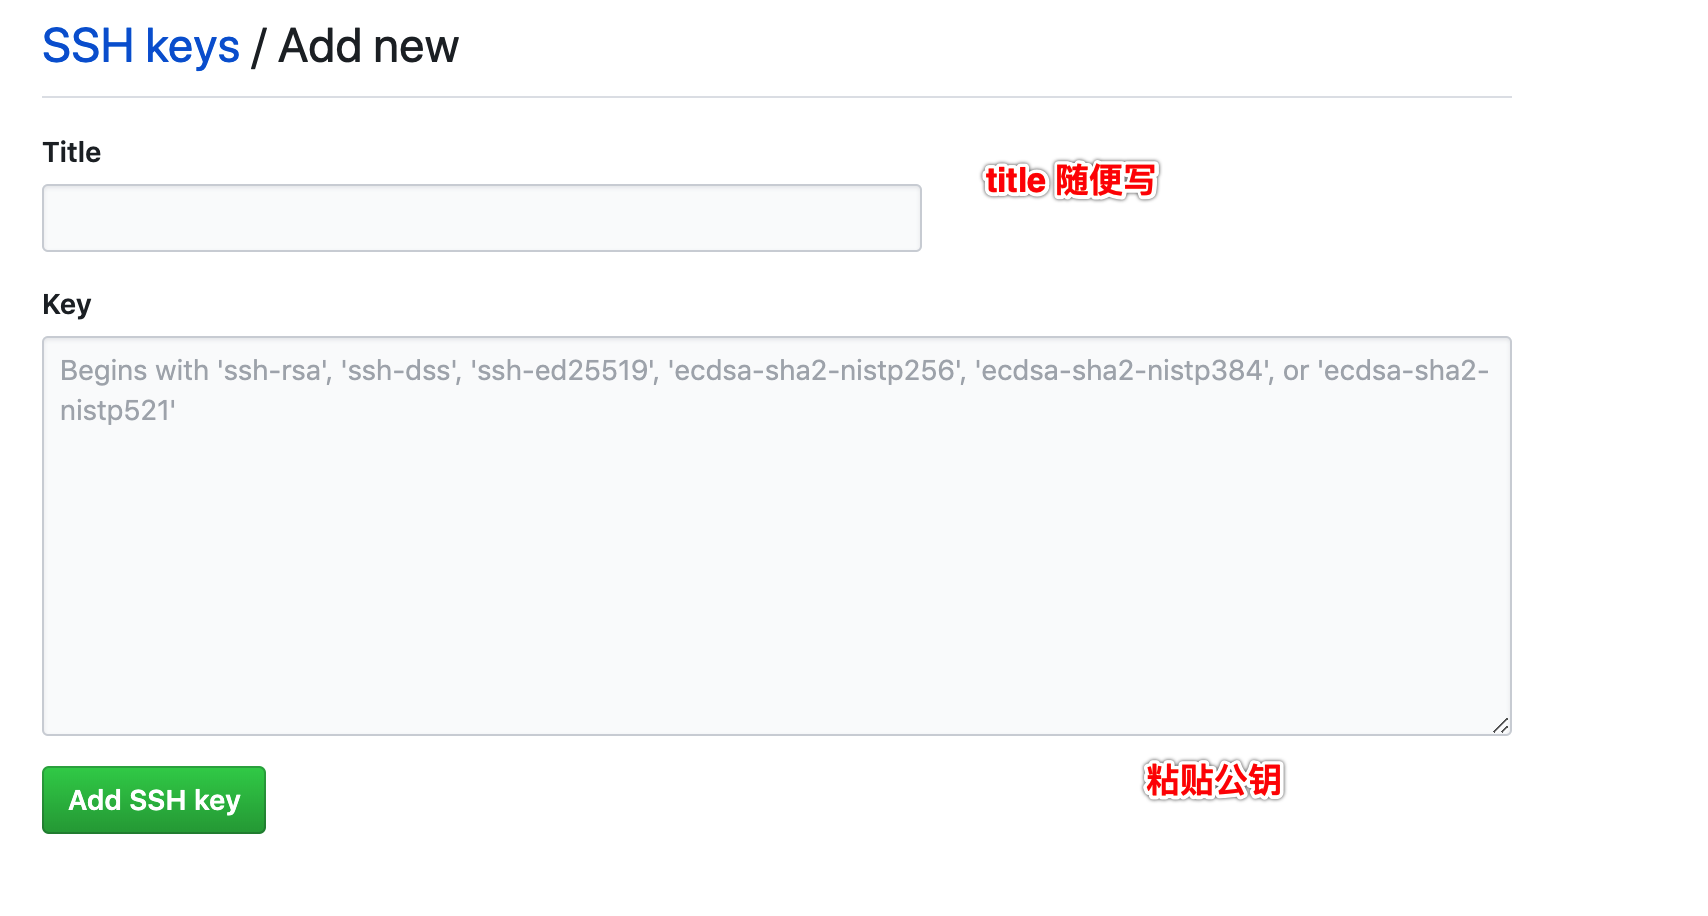 SSH keys / Add new
Title
title 随便写
Key
Begins with 'ssh-rsa', 'ssh-dss', 'ssh-ed25519', 'ecdsa-sha2-nistp256', 'ecdsa-sha2-nistp384', or 'ecdsa-sha2-
nistp521'
粘贴公钥
Add SSH key